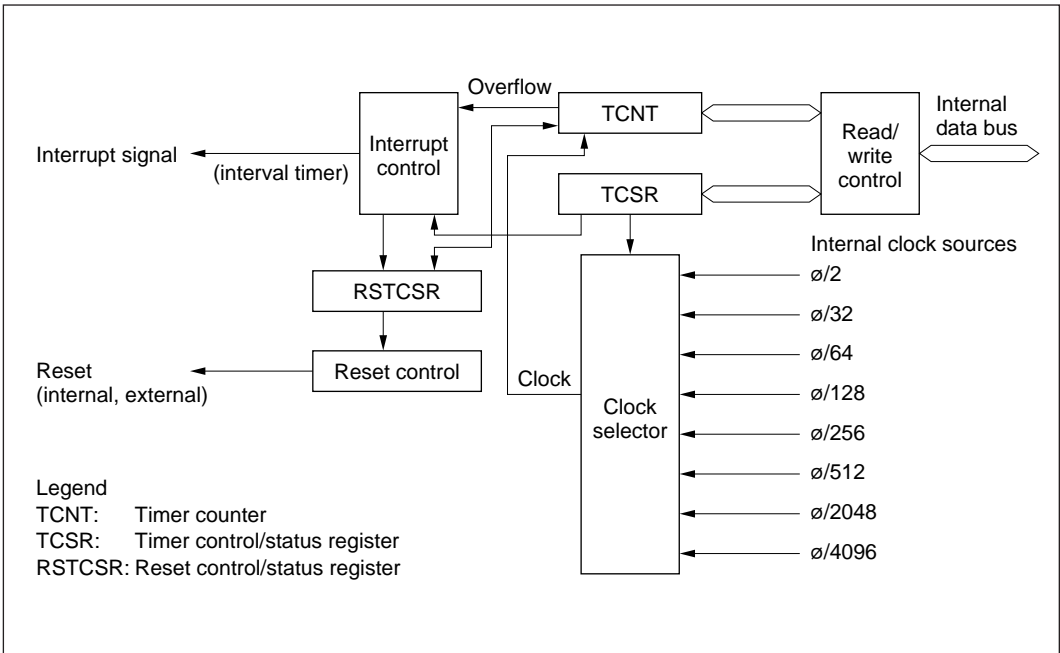 Overflow
TCNT
Interrupt control
Read/ write control
Internal data bus
Interrupt signal
(interval timer)
TCSR
Internal clock sources
RSTCSR
ø/2
ø/32
ø/64
ø/128
ø/256
ø/512
ø/2048
ø/4096
Reset
(internal, external)
Reset control
Clock
Clock selector
Legend
TCNT: Timer counter
TCSR: Timer control/status register
RSTCSR: Reset control/status register